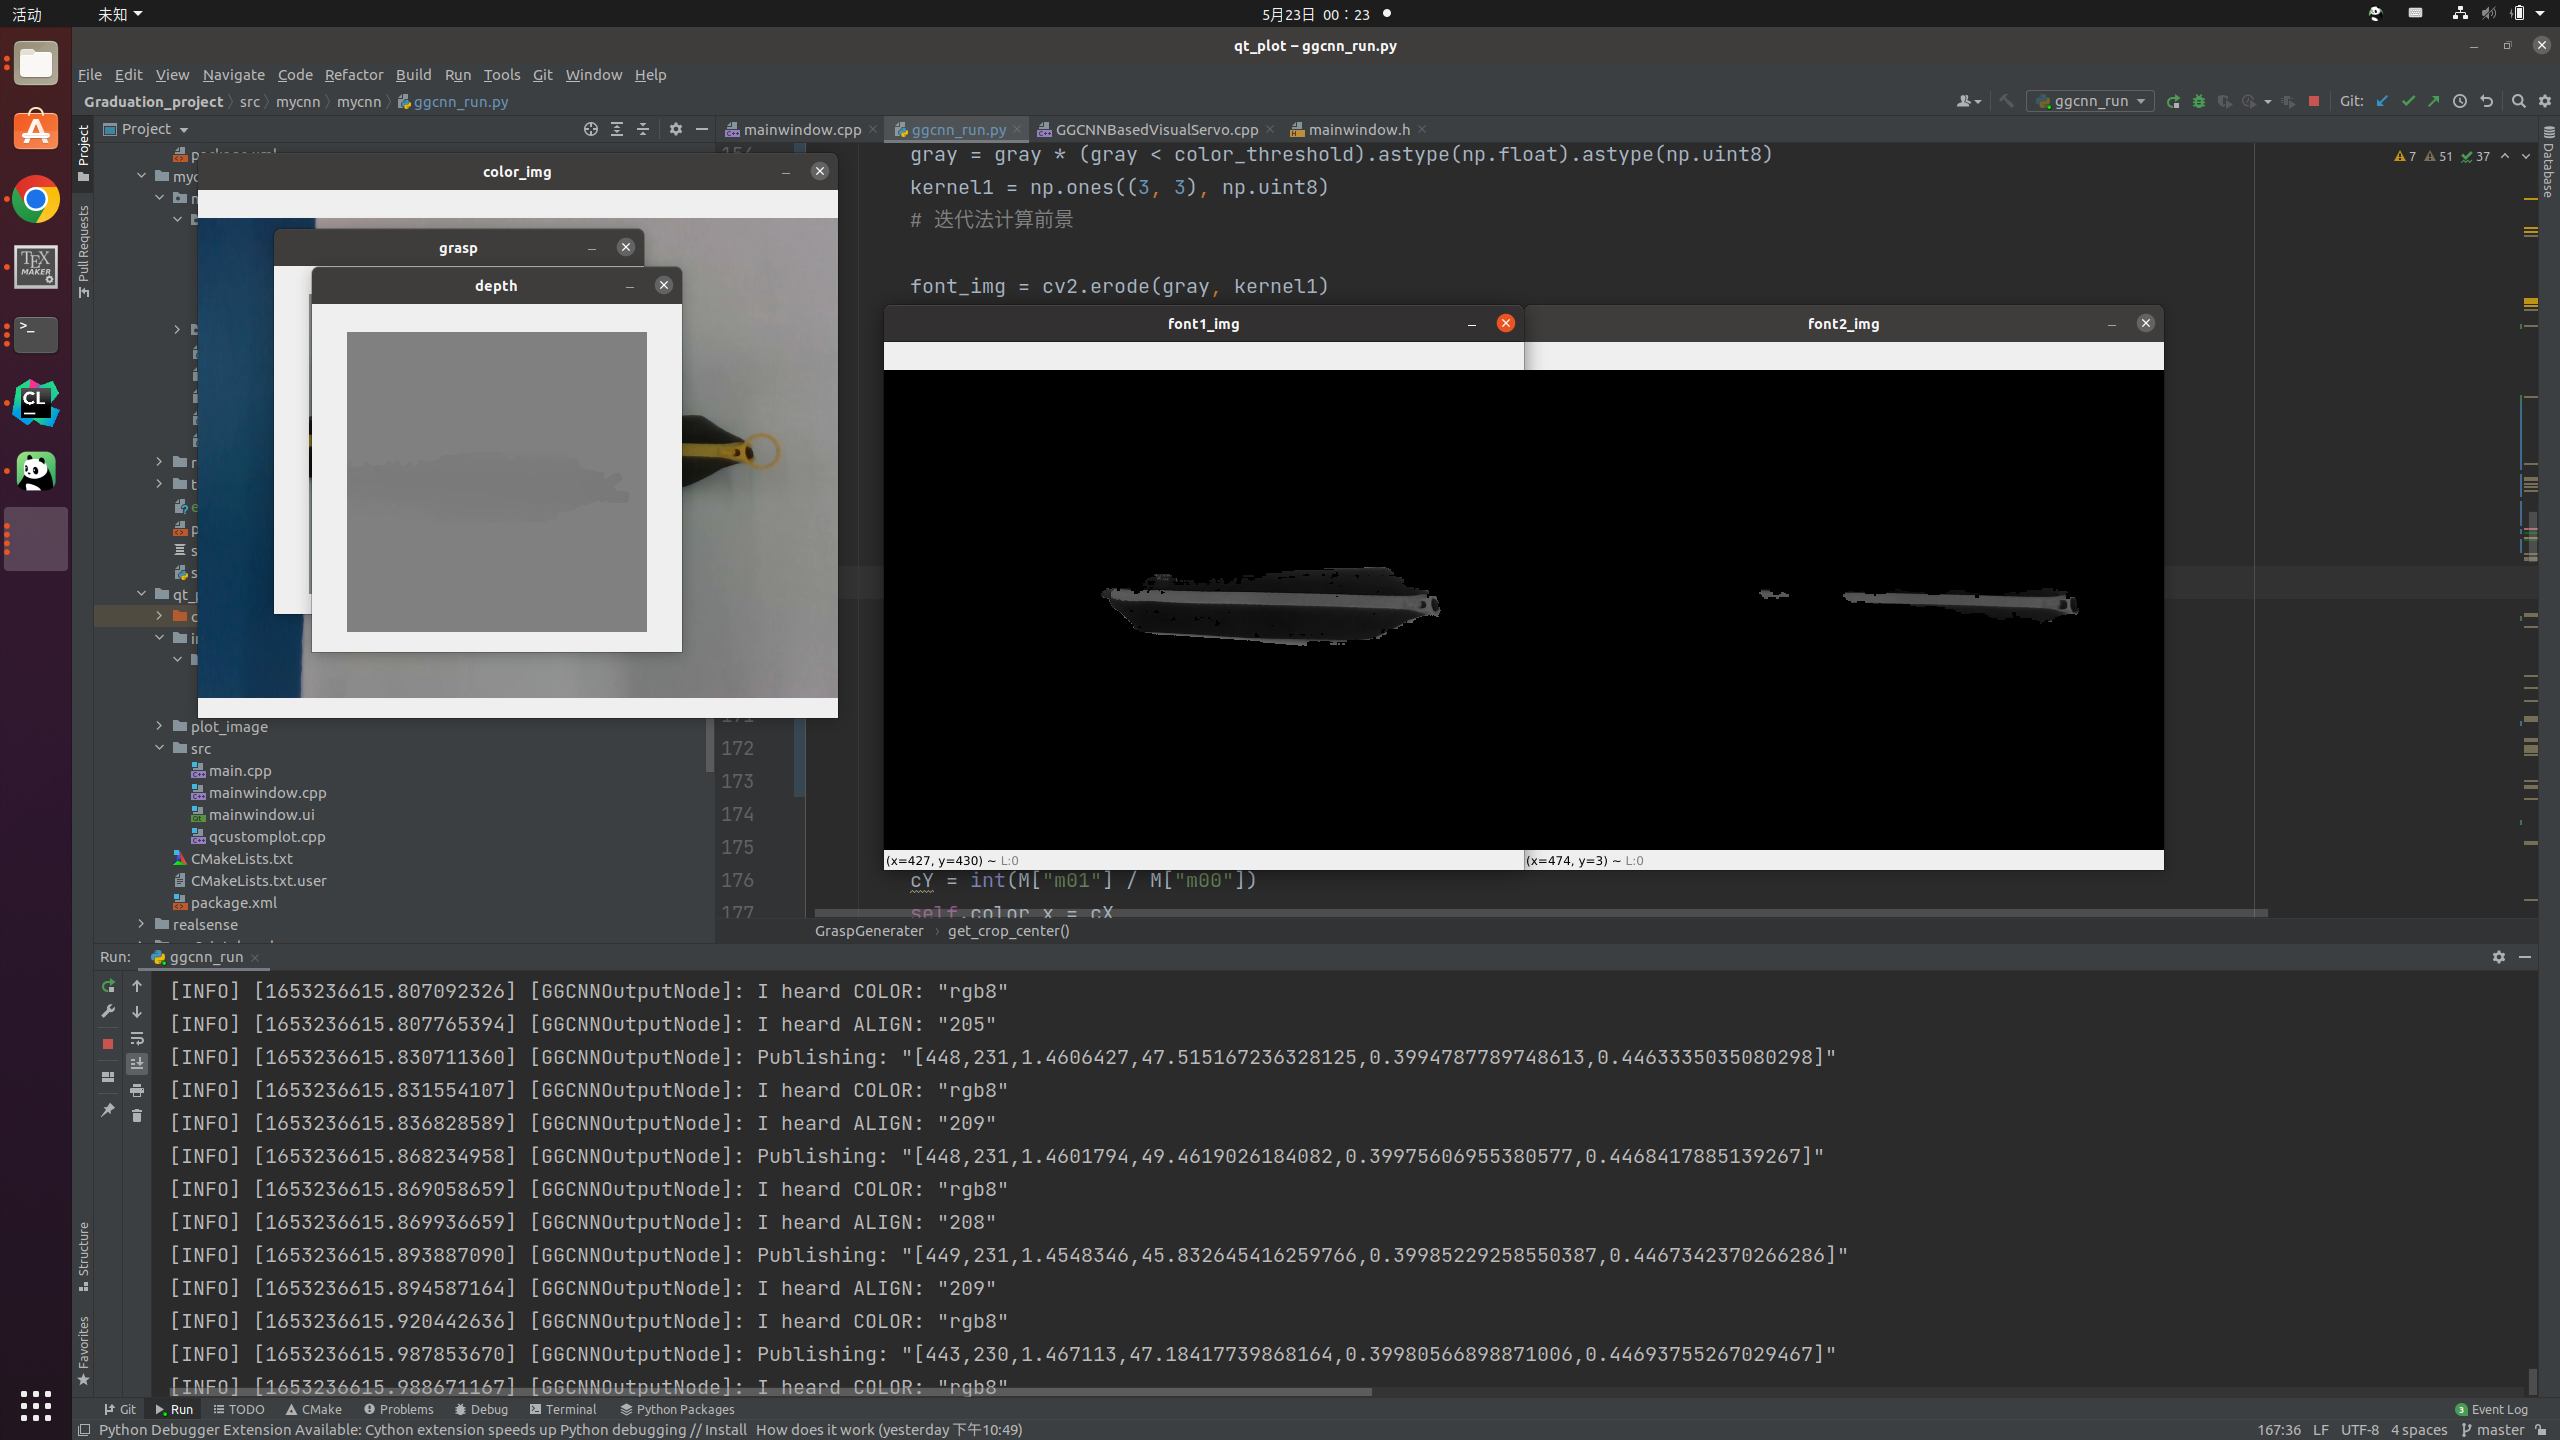 活动
未知
5月23日 00：23
qt_plot – ggcnn_run.py
File Edit View Navigate Code Refactor Build Run Tools Git Window Help
Graduation_project src mycnn mycnn ggcnn_run.py
ggcnn_run
Git:
Project
Project
Pull Requests
Structure
Favorites
Database
mainwindow.cpp
ggcnn_run.py
GGCNNBasedVisualServo.cpp
mainwindow.h
7 51 37
gray = gray * (gray < color_threshold).astype(np.float).astype(np.uint8)
kernel1 = np.ones((3, 3), np.uint8)
# 迭代法计算前景
font_img = cv2.erode(gray, kernel1)
color_img
grasp
depth
font1_img
font2_img
(x=427, y=430) ~ L:0
(x=474, y=3) ~ L:0
TEX
MAKER
CL
plot_image
src
main.cpp
mainwindow.cpp
mainwindow.ui
qcustomplot.cpp
CMakeLists.txt
CMakeLists.txt.user
package.xml
realsense
172
173
174
175
176
177
cY = int(M["m01"] / M["m00"])
self.color_x = cX
GraspGenerater get_crop_center()
Run: ggcnn_run
[INFO] [1653236615.807092326] [GGCNNOutputNode]: I heard COLOR: "rgb8"
[INFO] [1653236615.807765394] [GGCNNOutputNode]: I heard ALIGN: "205"
[INFO] [1653236615.830711360] [GGCNNOutputNode]: Publishing: "[448,231,1.4606427,47.515167236328125,0.3994787789748613,0.4463335035080298]"
[INFO] [1653236615.831554107] [GGCNNOutputNode]: I heard COLOR: "rgb8"
[INFO] [1653236615.836828589] [GGCNNOutputNode]: I heard ALIGN: "209"
[INFO] [1653236615.868234958] [GGCNNOutputNode]: Publishing: "[448,231,1.4601794,49.4619026184082,0.39975606955380577,0.4468417885139267]"
[INFO] [1653236615.869058659] [GGCNNOutputNode]: I heard COLOR: "rgb8"
[INFO] [1653236615.869936659] [GGCNNOutputNode]: I heard ALIGN: "208"
[INFO] [1653236615.893887090] [GGCNNOutputNode]: Publishing: "[449,231,1.4548346,45.832645416259766,0.39985229258550387,0.4467342370266286]"
[INFO] [1653236615.894587164] [GGCNNOutputNode]: I heard ALIGN: "209"
[INFO] [1653236615.920442636] [GGCNNOutputNode]: I heard COLOR: "rgb8"
[INFO] [1653236615.987853670] [GGCNNOutputNode]: Publishing: "[443,230,1.467113,47.18417739868164,0.39980566898871006,0.44693755267029467]"
[INFO] [1653236615.988671167] [GGCNNOutputNode]: I heard COLOR: "rgb8"
Git Run TODO CMake Problems Debug Terminal Python Packages
3 Event Log
Python Debugger Extension Available: Cython extension speeds up Python debugging // Install How does it work (yesterday 下午10:49)
167:36 LF UTF-8 4 spaces master